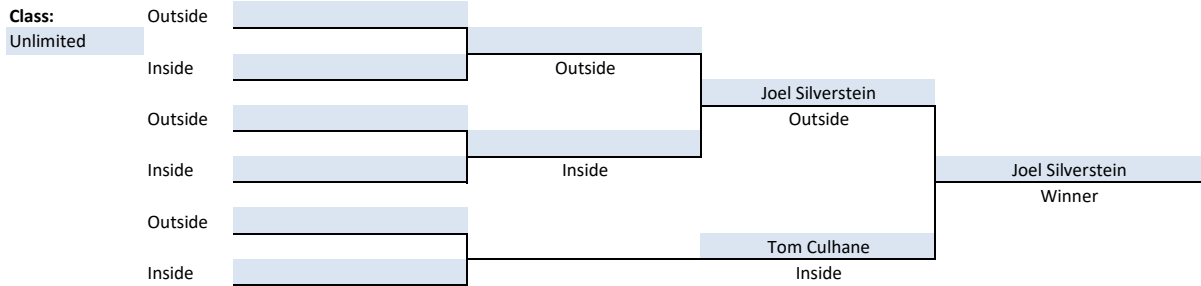 Class:
Unlimited
Outside
Inside
Outside
Outside
Inside
Joel Silverstein
Outside
Inside
Inside
Joel Silverstein
Winner
Outside
Inside
Tom Culhane
Inside